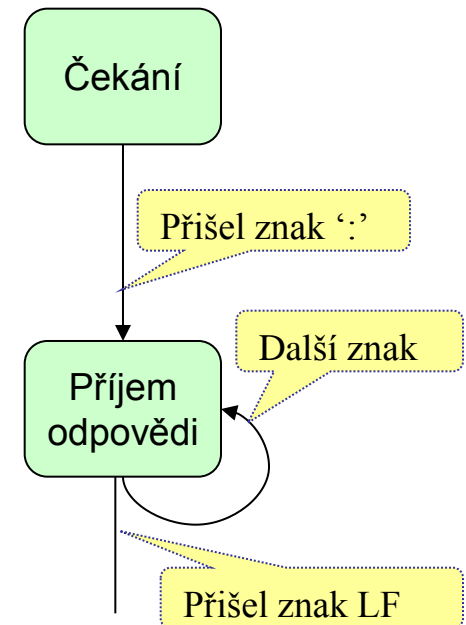 Čekání
Přišel znak ‘:’
Další znak
Příjem
odpovědi
Přišel znak LF